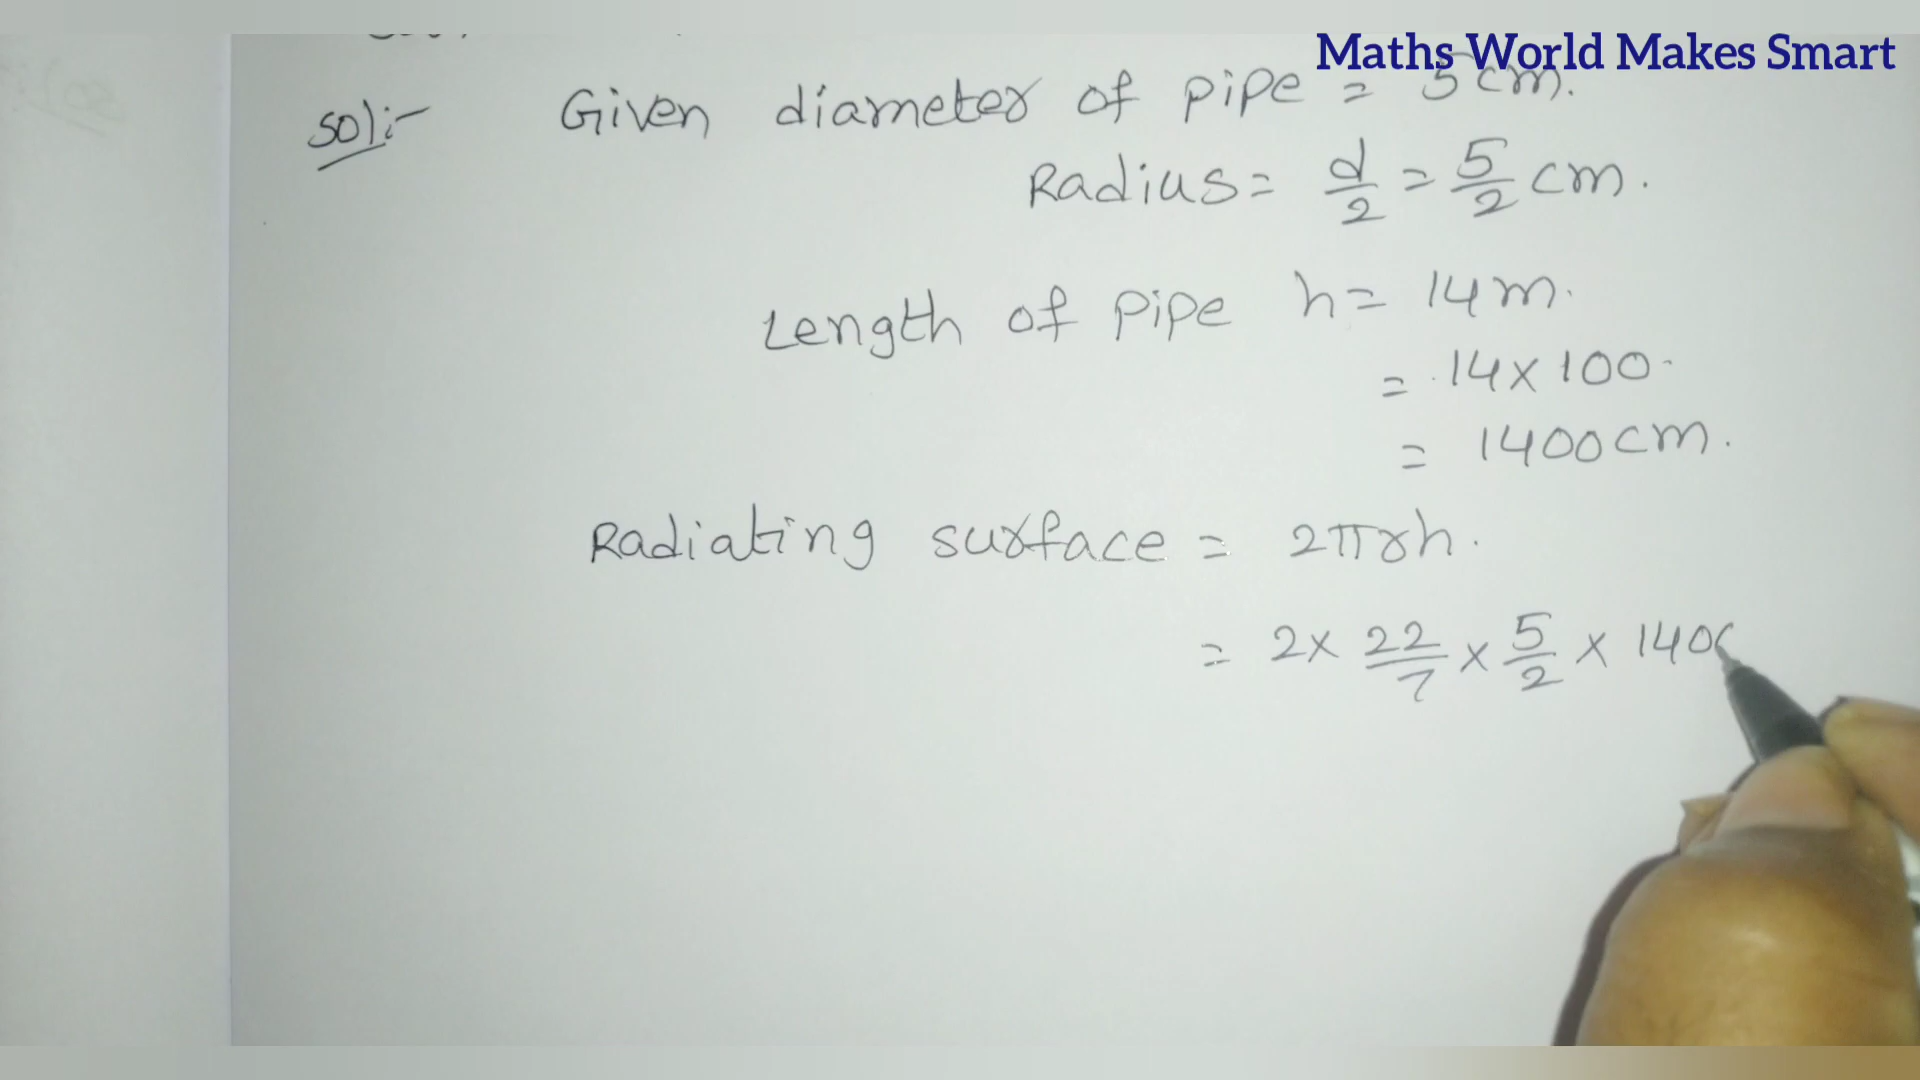 Maths World Makes Smart
Sol:- Given diameter of pipe = 5 cm.
Radius = d/2 = 5/2 cm.
Length of pipe h = 14 m.
= 14 x 100.
= 1400 cm.
Radiating surface = 2πrh.
= 2 x 22/7 x 5/2 x 1400